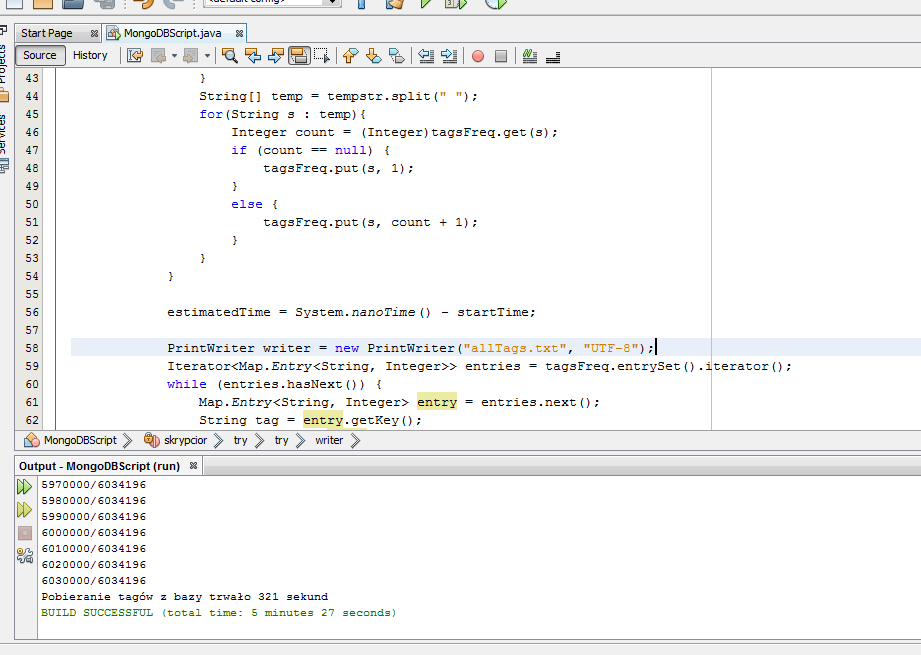 <default config>
Start Page MongoDBScript.java
Source History
Projects
Services
43 }
44 String[] temp = tempstr.split(" ");
45 for(String s : temp){
46 Integer count = (Integer)tagsFreq.get(s);
47 if (count == null) {
48 tagsFreq.put(s, 1);
49 }
50 else {
51 tagsFreq.put(s, count + 1);
52 }
53 }
54 }
55
56 estimatedTime = System.nanoTime() - startTime;
57
58 PrintWriter writer = new PrintWriter("allTags.txt", "UTF-8");
59 Iterator<Map.Entry<String, Integer>> entries = tagsFreq.entrySet().iterator();
60 while (entries.hasNext()) {
61 Map.Entry<String, Integer> entry = entries.next();
62 String tag = entry.getKey();
MongoDBScript skrypcior try try writer
Output - MongoDBScript (run)
5970000/6034196
5980000/6034196
5990000/6034196
6000000/6034196
6010000/6034196
6020000/6034196
6030000/6034196
Pobieranie tagów z bazy trwało 321 sekund
BUILD SUCCESSFUL (total time: 5 minutes 27 seconds)